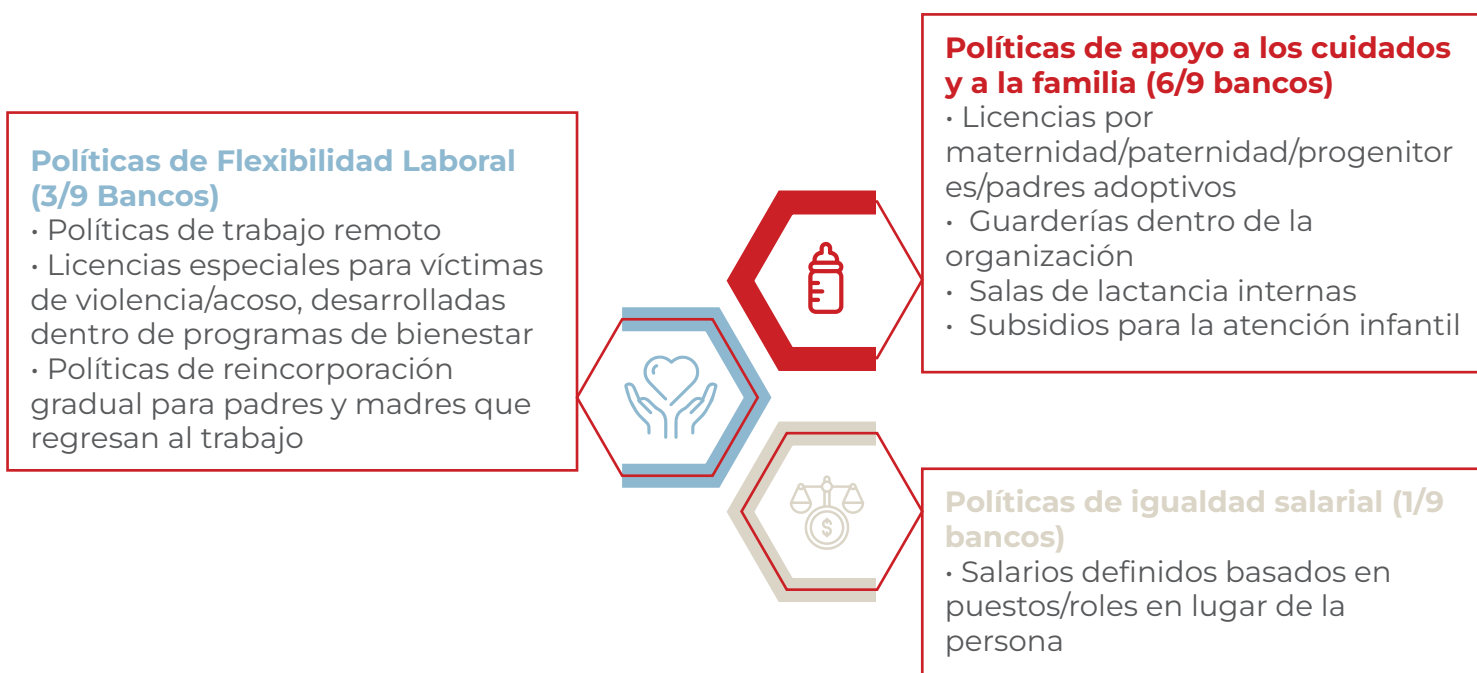 Políticas de Flexibilidad Laboral
(3/9 Bancos)
· Políticas de trabajo remoto
· Licencias especiales para víctimas
de violencia/acoso, desarrolladas
dentro de programas de bienestar
· Políticas de reincorporación
gradual para padres y madres que
regresan al trabajo
Políticas de apoyo a los cuidados
y a la familia (6/9 bancos)
· Licencias por
maternidad/paternidad/progenitor
es/padres adoptivos
· Guarderías dentro de la
organización
· Salas de lactancia internas
· Subsidios para la atención infantil
$
Políticas de igualdad salarial (1/9
bancos)
· Salarios definidos basados en
puestos/roles en lugar de la
persona